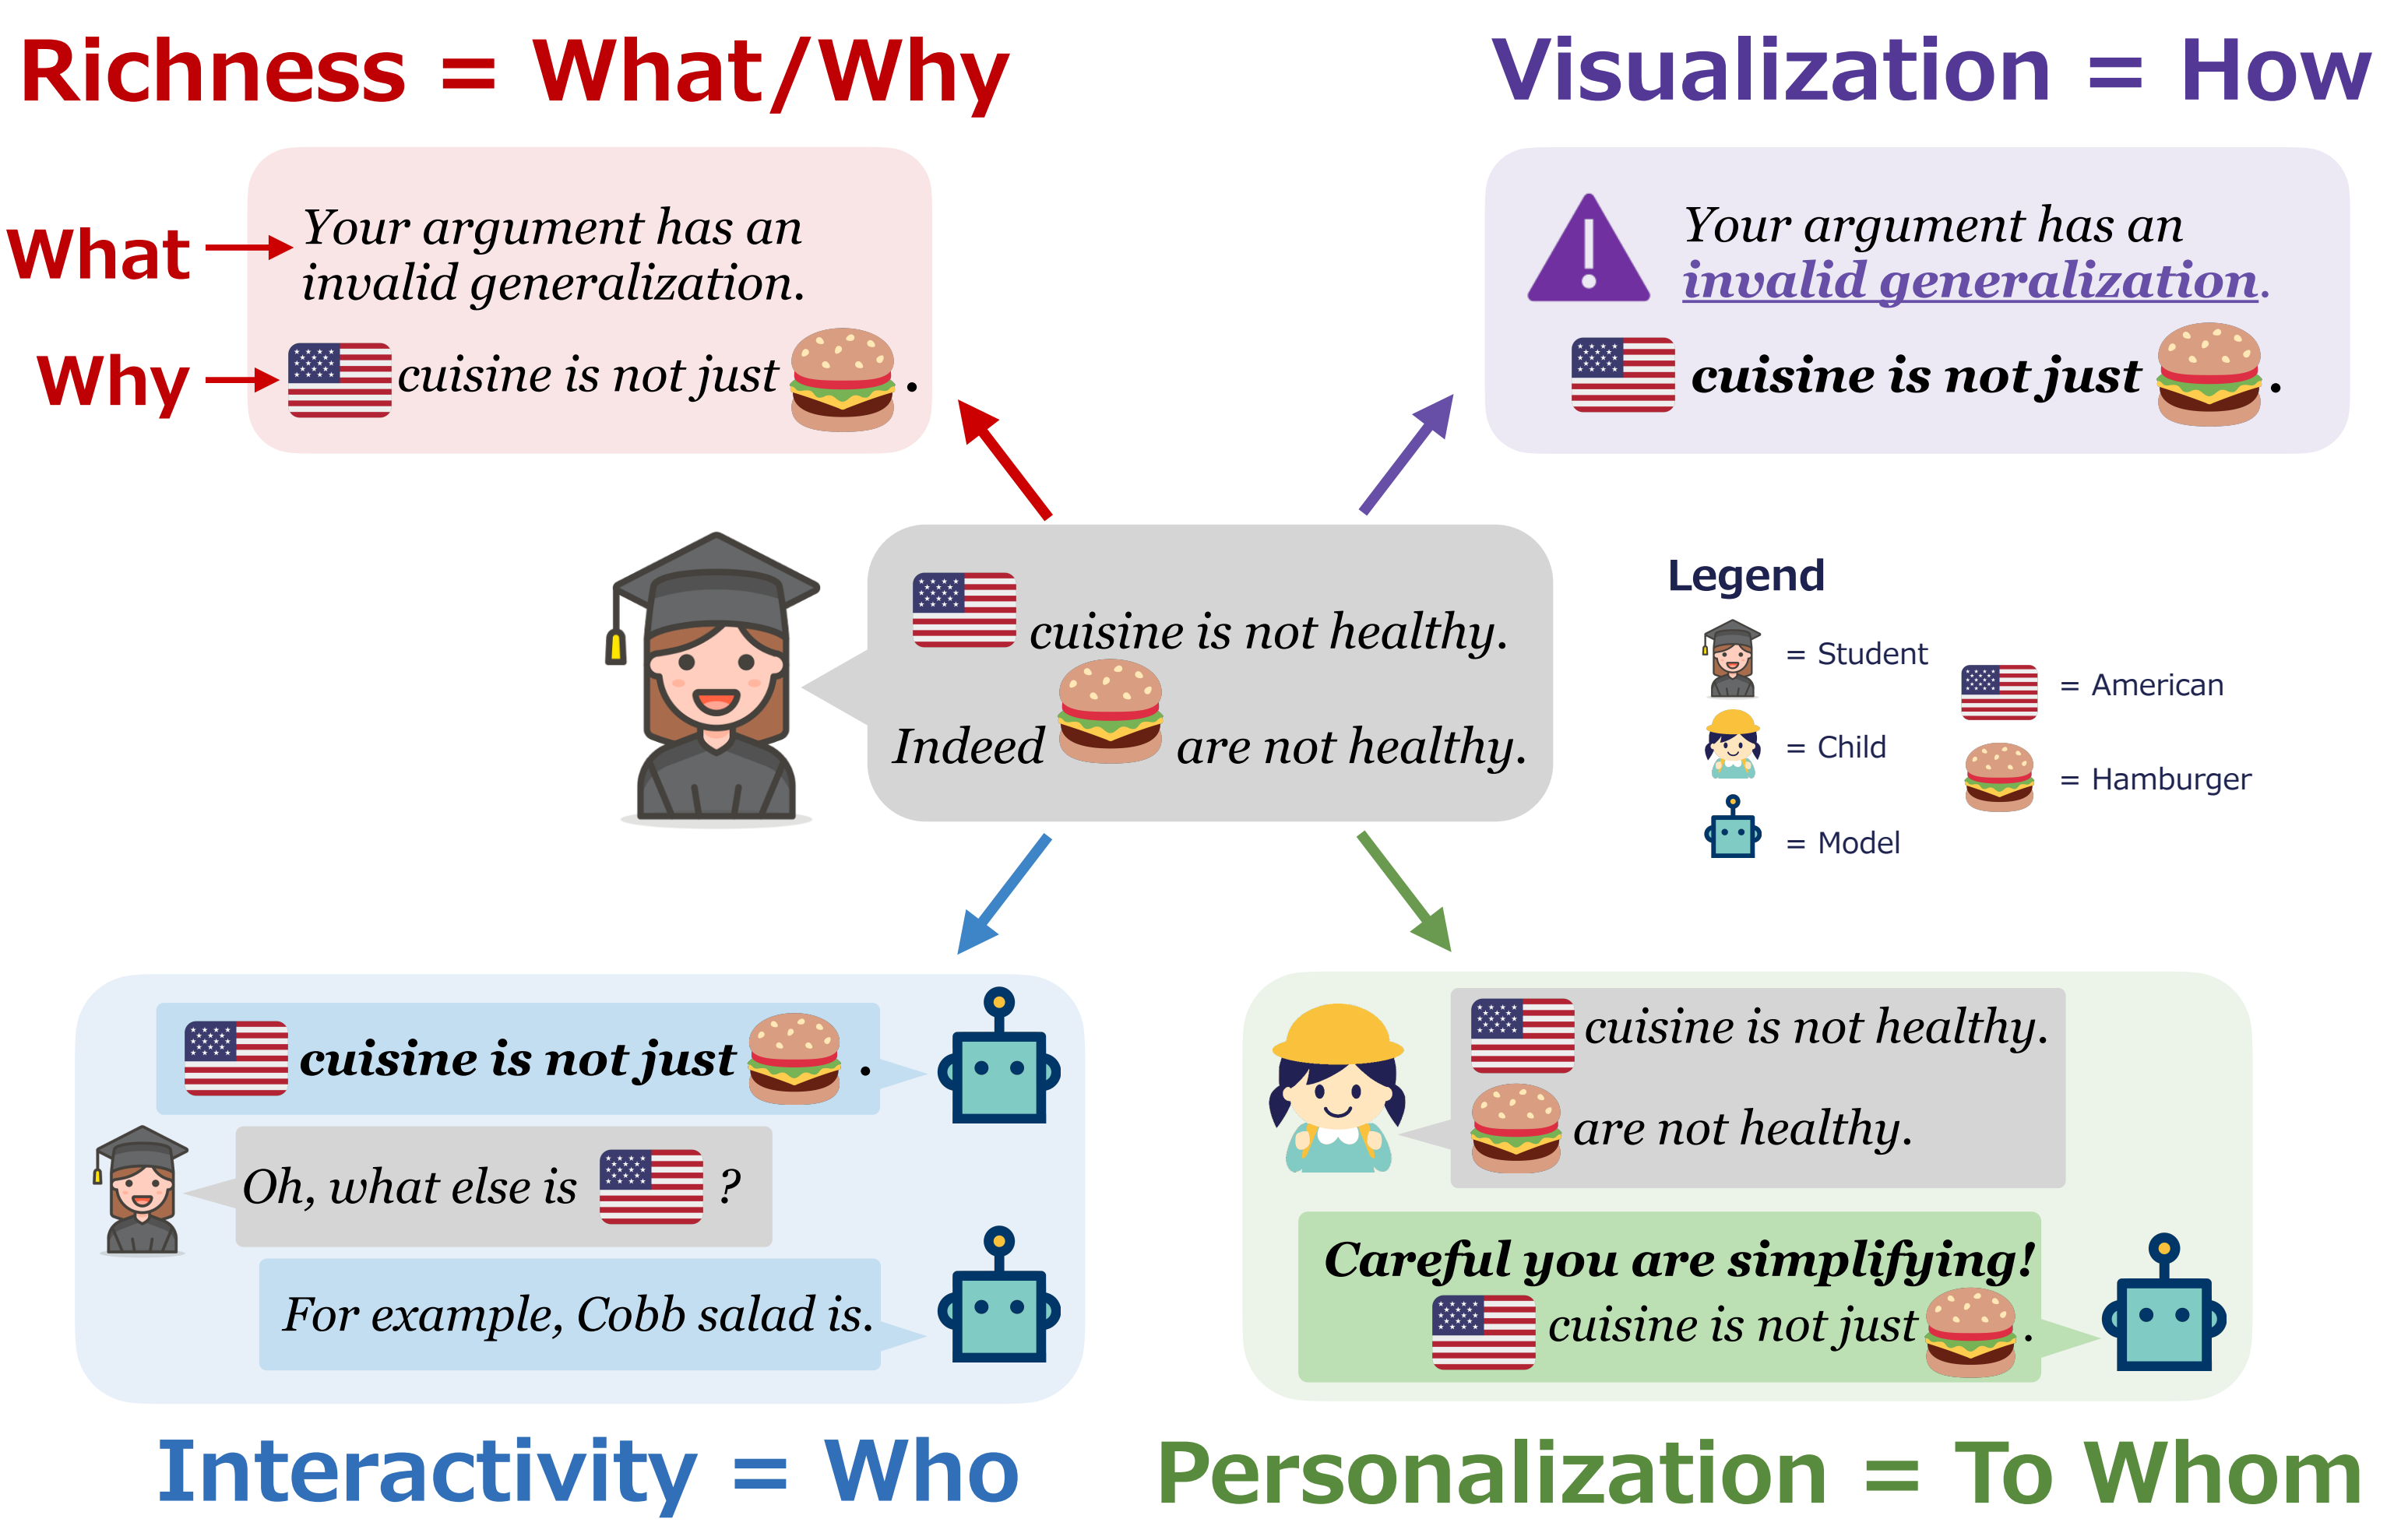 Richness = What/Why
What
Your argument has an
invalid generalization.
Why
cuisine is not just .
Visualization = How
Your argument has an
invalid generalization.
cuisine is not just .
cuisine is not healthy.
Indeed are not healthy.
Legend
= Student
= Child
= Model
= American
= Hamburger
cuisine is not just .
Oh, what else is ?
For example, Cobb salad is.
Interactivity = Who
cuisine is not healthy.
are not healthy.
Careful you are simplifying!
cuisine is not just .
Personalization = To Whom